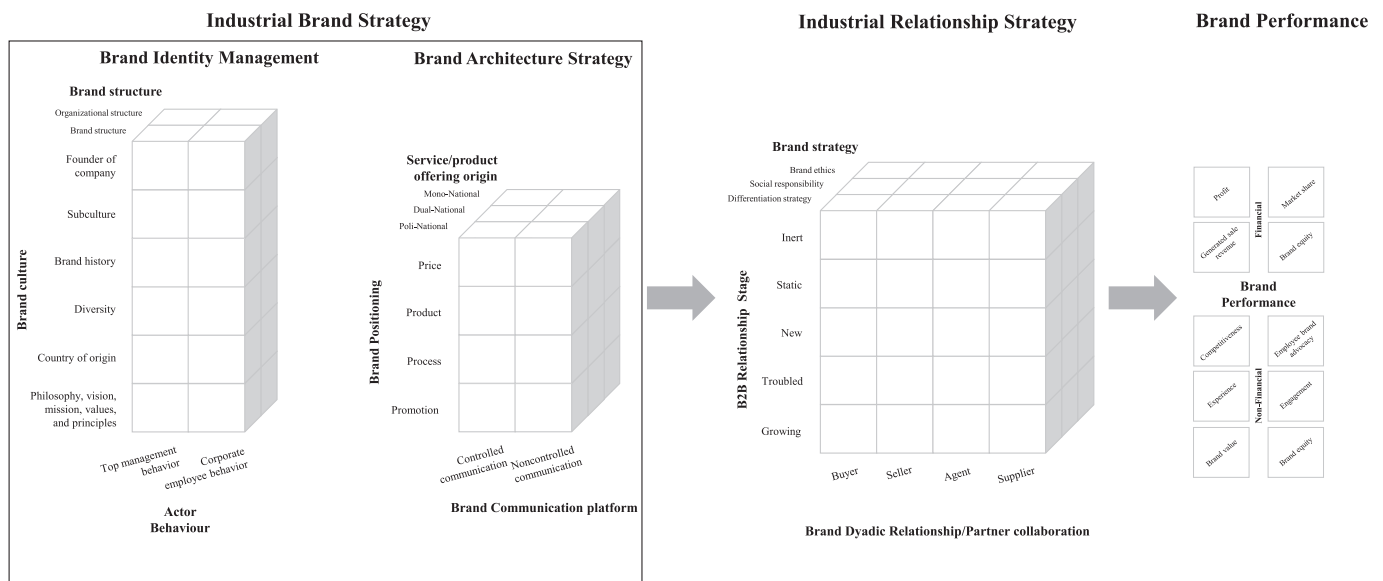 Industrial Brand Strategy
Brand Identity Management
Brand structure
Organizational structure
Brand structure
Brand culture
Founder of
company
Subculture
Brand history
Diversity
Country of origin
Philosophy, vision,
mission, values,
and principles
Top management
behavior
Corporate
employee behavior
Actor
Behaviour
Brand Architecture Strategy
Service/product
offering origin
Mono-National
Dual-National
Poli-National
Brand Positioning
Price
Product
Process
Promotion
Controlled
communication
Noncontrolled
communication
Brand Communication platform
Industrial Relationship Strategy
Brand strategy
Brand ethics
Social responsibility
Differentiation strategy
B2B Relationship Stage
Inert
Static
New
Troubled
Growing
Buyer
Seller
Agent
Supplier
Brand Dyadic Relationship/Partner collaboration
Brand Performance
Profit
Market share
Financial
Generated sale
revenue
Brand equity
Brand
Performance
Competitiveness
Employee brand
advocacy
Non-Financial
Esperience
Engagement
Brand value
Brand equity